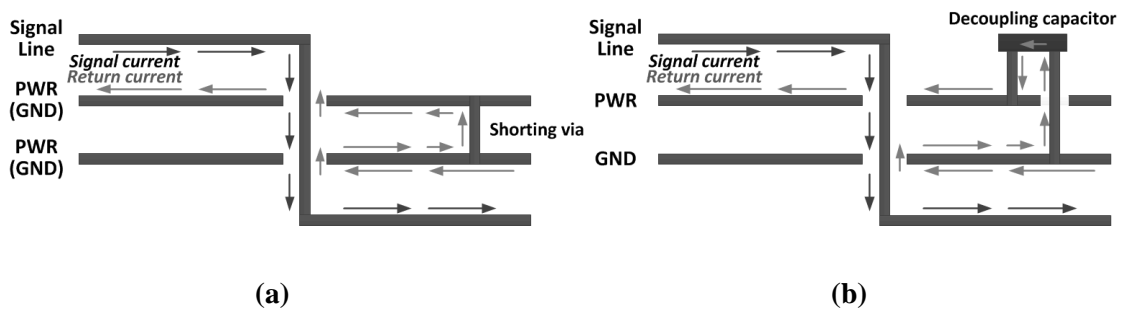 Signal
Line
Signal current
Return current
PWR
(GND)
PWR
(GND)
Shorting via
(a)
Decoupling capacitor
Signal
Line
Signal current
Return current
PWR
GND
(b)